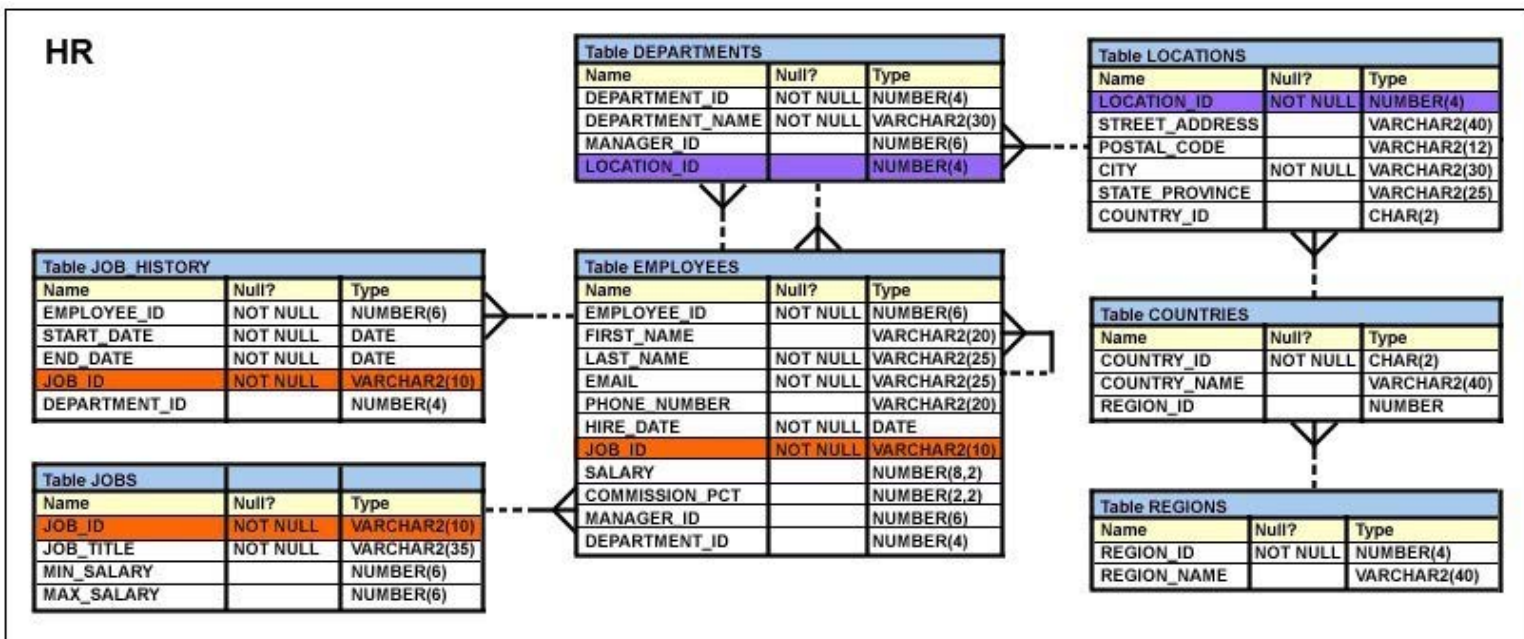 HR
Table DEPARTMENTS
Name Null? Type
DEPARTMENT_ID NOT NULL NUMBER(4)
DEPARTMENT_NAME NOT NULL VARCHAR2(30)
MANAGER_ID NUMBER(6)
LOCATION_ID NUMBER(4)
Table LOCATIONS
Name Null? Type
LOCATION_ID NOT NULL NUMBER(4)
STREET_ADDRESS VARCHAR2(40)
POSTAL_CODE VARCHAR2(12)
CITY NOT NULL VARCHAR2(30)
STATE_PROVINCE VARCHAR2(25)
COUNTRY_ID CHAR(2)
Table JOB_HISTORY
Name Null? Type
EMPLOYEE_ID NOT NULL NUMBER(6)
START_DATE NOT NULL DATE
END_DATE NOT NULL DATE
JOB_ID NOT NULL VARCHAR2(10)
DEPARTMENT_ID NUMBER(4)
Table EMPLOYEES
Name Null? Type
EMPLOYEE_ID NOT NULL NUMBER(6)
FIRST_NAME VARCHAR2(20)
LAST_NAME NOT NULL VARCHAR2(25)
EMAIL NOT NULL VARCHAR2(25)
PHONE_NUMBER VARCHAR2(20)
HIRE_DATE NOT NULL DATE
JOB_ID NOT NULL VARCHAR2(10)
SALARY NUMBER(8,2)
COMMISSION_PCT NUMBER(2,2)
MANAGER_ID NUMBER(6)
DEPARTMENT_ID NUMBER(4)
Table COUNTRIES
Name Null? Type
COUNTRY_ID NOT NULL CHAR(2)
COUNTRY_NAME VARCHAR2(40)
REGION_ID NUMBER
Table JOBS
Name Null? Type
JOB_ID NOT NULL VARCHAR2(10)
JOB_TITLE NOT NULL VARCHAR2(35)
MIN_SALARY NUMBER(6)
MAX_SALARY NUMBER(6)
Table REGIONS
Name Null? Type
REGION_ID NOT NULL NUMBER(4)
REGION_NAME VARCHAR2(40)